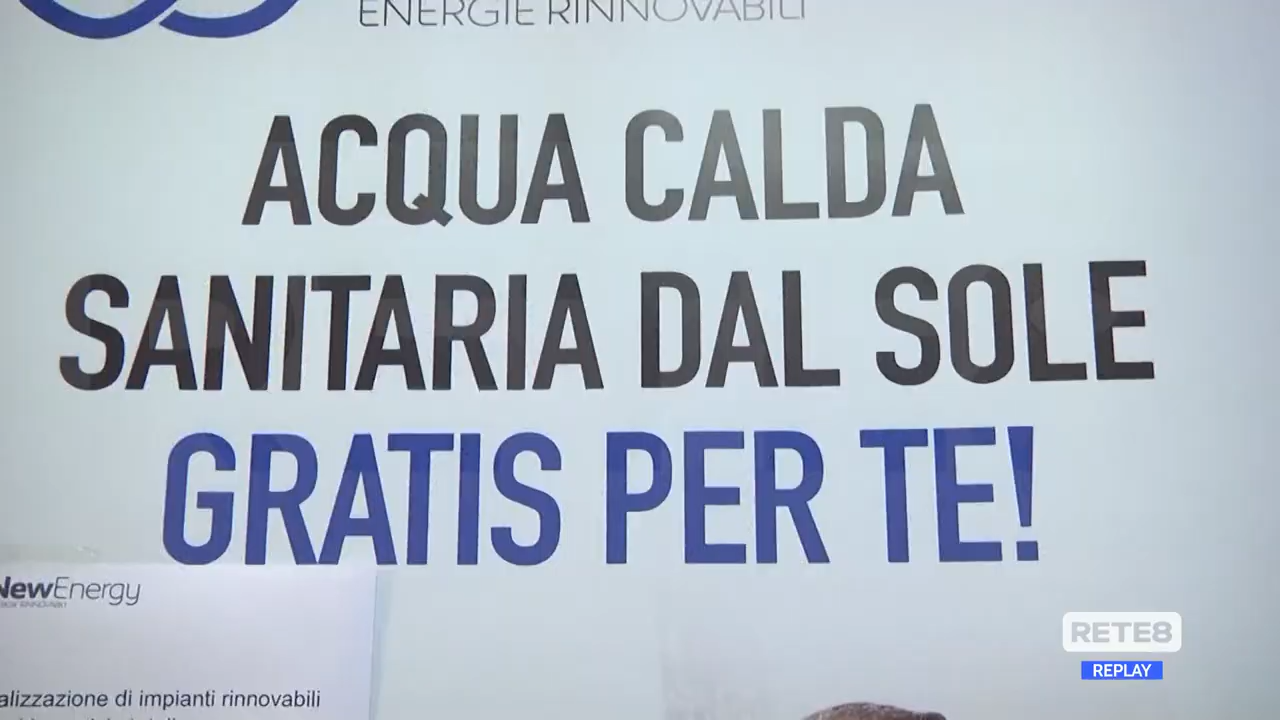 ENERGIE RINNOVABILI
ACQUA CALDA
SANITARIA DAL SOLE
GRATIS PER TE!
NewEnergy
alizzazione di impianti rinnovabili
RETE8
REPLAY